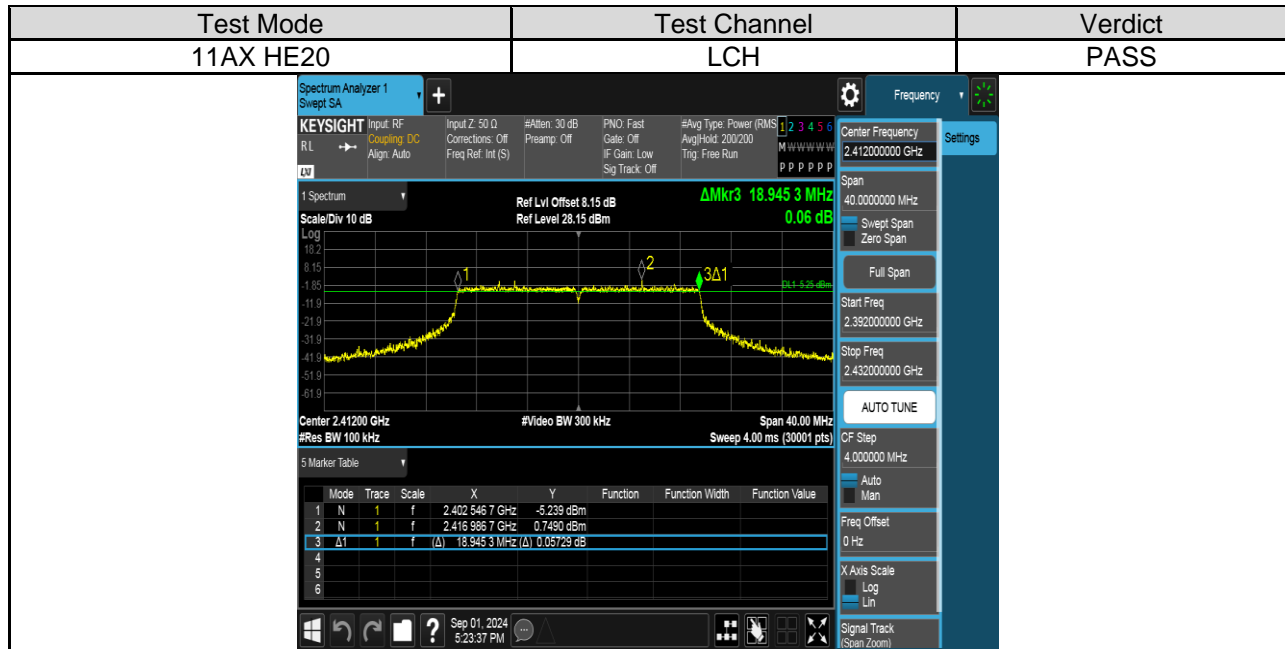 Test Mode Test Channel Verdict
11AX HE20 LCH PASS
Spectrum Analyzer 1
Swept SA
+
Frequency
KEYSIGHT
RL
LXI
Input: RF
Coupling: DC
Align: Auto
Input Z: 50 Ω
Corrections: Off
Freq Ref: Int (S)
#Atten: 30 dB
Preamp: Off
PNO: Fast
Gate: Off
IF Gain: Low
Sig Track: Off
#Avg Type: Power (RMS
Avg|Hold: 200/200
Trig: Free Run
1 2 3 4 5 6
M W W W W W
P P P P P P
1 Spectrum
Scale/Div 10 dB
Ref Lvl Offset 8.15 dB
Ref Level 28.15 dBm
ΔMkr3 18.945 3 MHz
0.06 dB
Log
18.2
8.15
-1.85
-11.9
-21.9
-31.9
-41.9
-51.9
-61.9
1
2
3Δ1
DL1 -5.25 dBm
Center 2.41200 GHz
#Res BW 100 kHz
#Video BW 300 kHz
Span 40.00 MHz
Sweep 4.00 ms (30001 pts)
5 Marker Table
Mode Trace Scale X Y Function Function Width Function Value
1 N 1 f 2.402 546 7 GHz -5.239 dBm
2 N 1 f 2.416 986 7 GHz 0.7490 dBm
3 Δ1 1 f (Δ) 18.945 3 MHz (Δ) 0.05729 dB
4
5
6
Sep 01, 2024
5:23:37 PM
?
Center Frequency
2.412000000 GHz
Settings
Span
40.0000000 MHz
Swept Span
Zero Span
Full Span
Start Freq
2.392000000 GHz
Stop Freq
2.432000000 GHz
AUTO TUNE
CF Step
4.000000 MHz
Auto
Man
Freq Offset
0 Hz
X Axis Scale
Log
Lin
Signal Track
(Span Zoom)